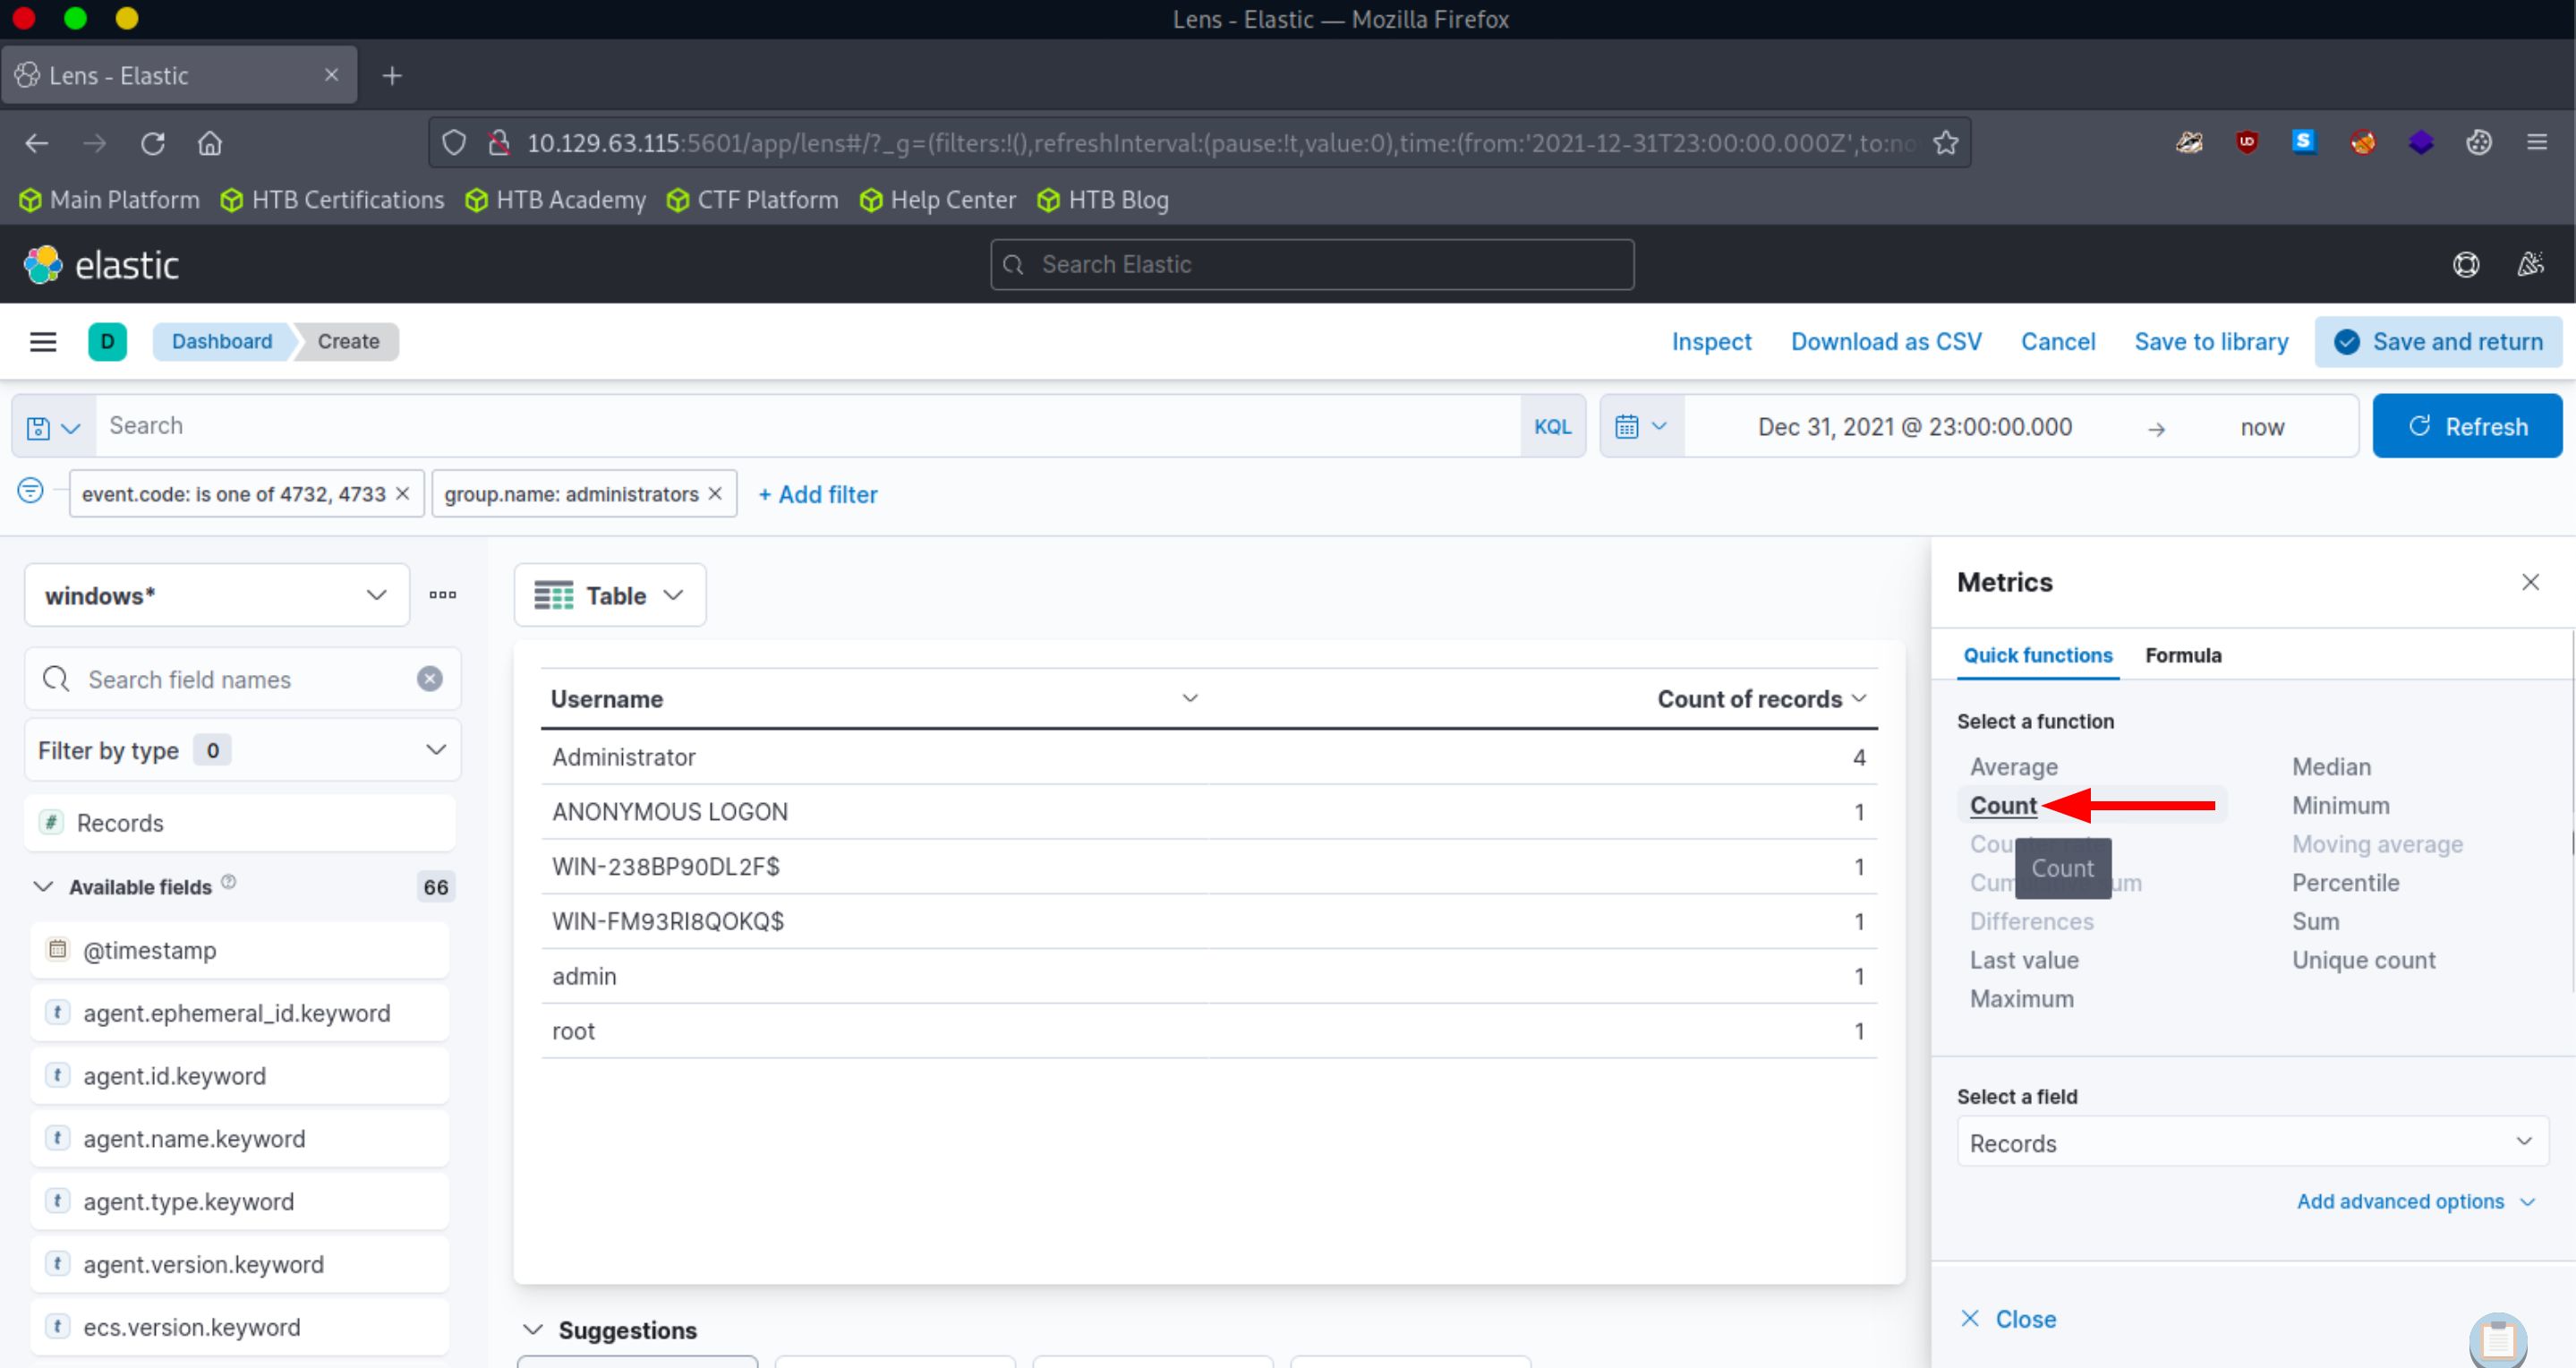 Lens - Elastic — Mozilla Firefox
Lens - Elastic
10.129.63.115:5601/app/lens#/?_g=(filters:!(),refreshInterval:(pause:!t,value:0),time:(from:'2021-12-31T23:00:00.000Z',to:no
Main Platform HTB Certifications HTB Academy CTF Platform Help Center HTB Blog
elastic
Search Elastic
D Dashboard Create Inspect Download as CSV Cancel Save to library Save and return
Search KQL Dec 31, 2021 @ 23:00:00.000 → now Refresh
event.code: is one of 4732, 4733 × group.name: administrators × + Add filter
windows*
Search field names
Filter by type 0
# Records
Available fields 66
@timestamp
t agent.ephemeral_id.keyword
t agent.id.keyword
t agent.name.keyword
t agent.type.keyword
t agent.version.keyword
t ecs.version.keyword
Table
Username Count of records
Administrator 4
ANONYMOUS LOGON 1
WIN-238BP90DL2F$ 1
WIN-FM93RI8QOKQ$ 1
admin 1
root 1
Suggestions
Metrics
Quick functions Formula
Select a function
Average Median
Count Minimum
Moving average
Count
Percentile
Differences Sum
Last value Unique count
Maximum
Select a field
Records
Add advanced options
Close